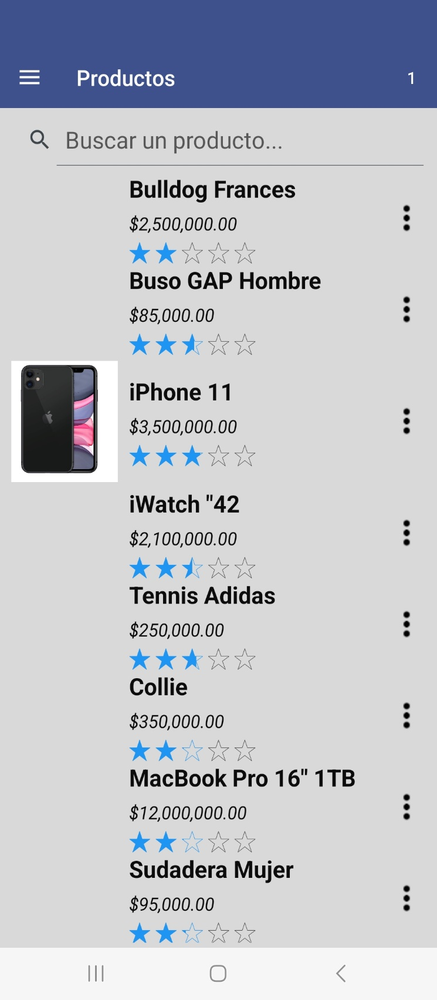 Productos
1
Buscar un producto...
Bulldog Frances
$2,500,000.00
Buso GAP Hombre
$85,000.00
iPhone 11
$3,500,000.00
iWatch "42
$2,100,000.00
Tennis Adidas
$250,000.00
Collie
$350,000.00
MacBook Pro 16" 1TB
$12,000,000.00
Sudadera Mujer
$95,000.00